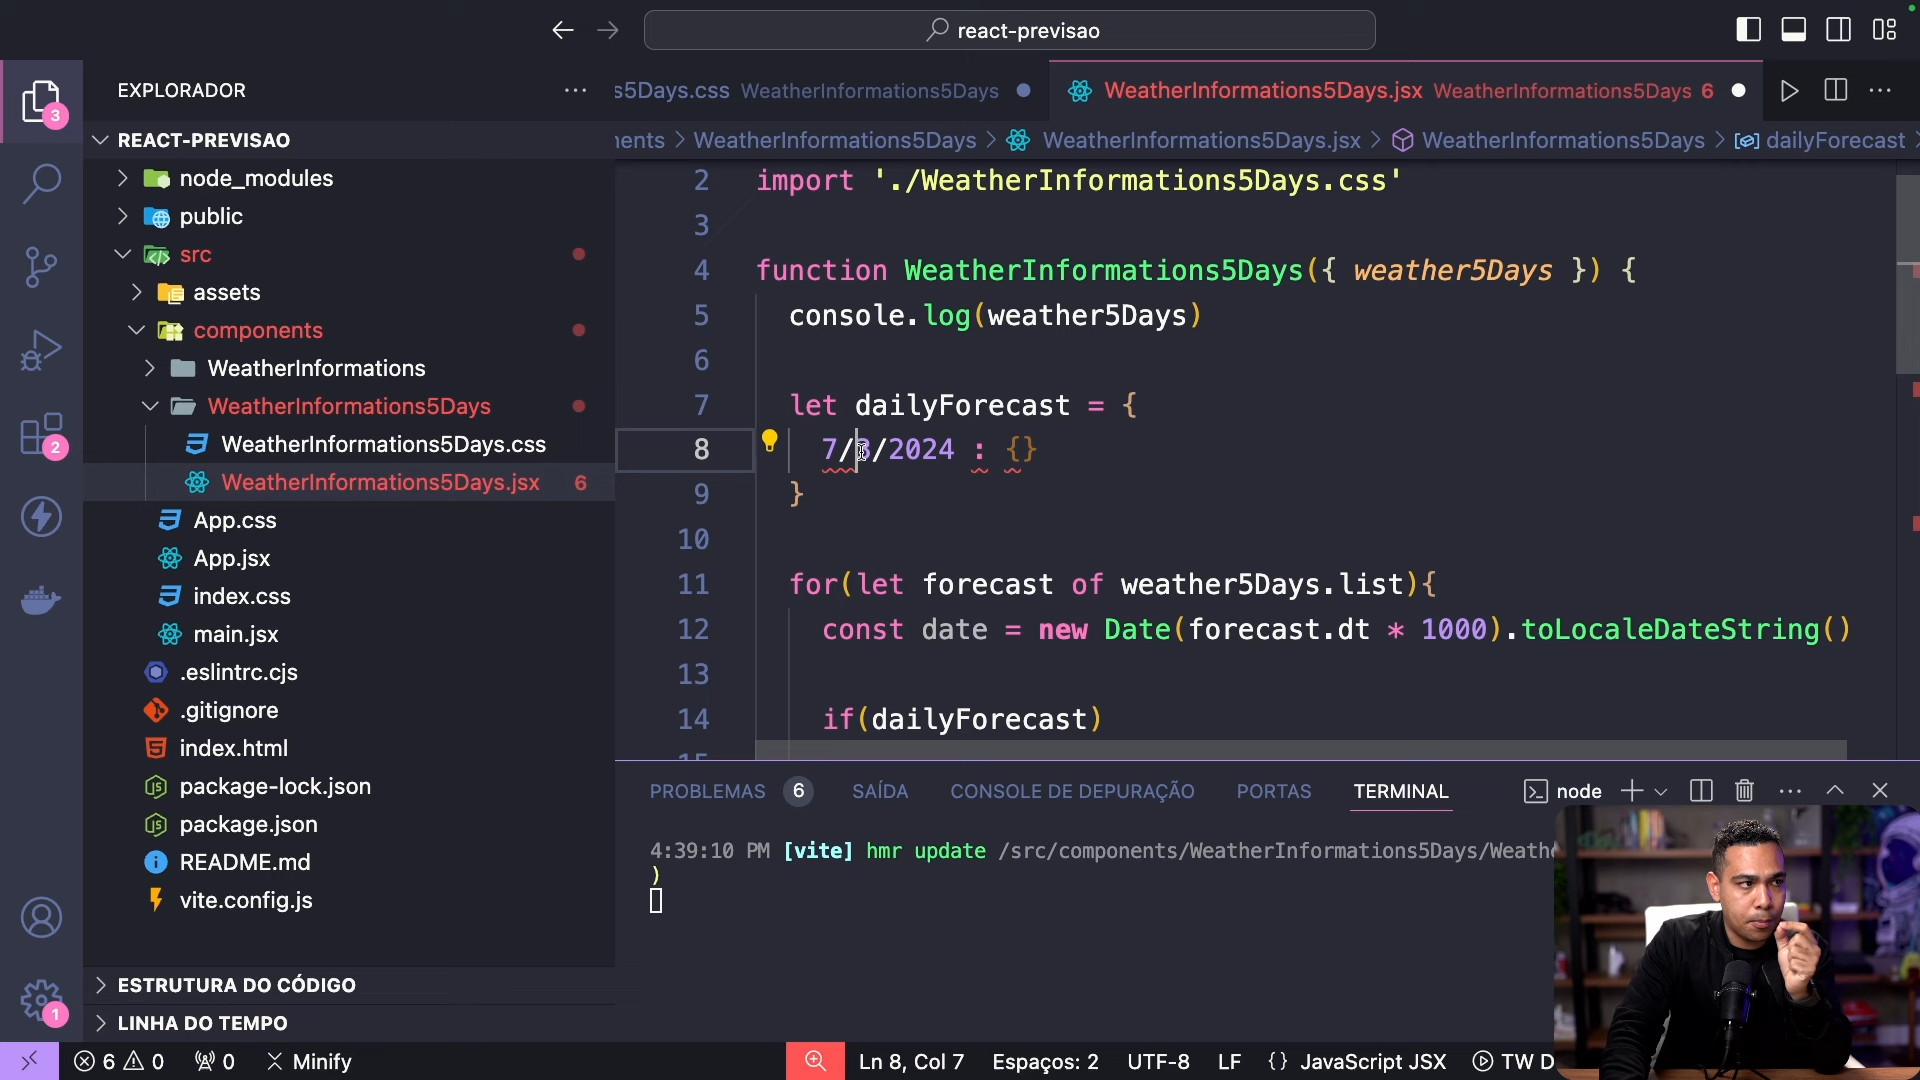 react-previsao
EXPLORADOR
s5Days.css WeatherInformations5Days
WeatherInformations5Days.jsx WeatherInformations5Days 6
3
REACT-PREVISAO
nents > WeatherInformations5Days > WeatherInformations5Days.jsx > WeatherInformations5Days > dailyForecast
node_modules
public
src
assets
components
WeatherInformations
WeatherInformations5Days
WeatherInformations5Days.css
WeatherInformations5Days.jsx 6
App.css
App.jsx
index.css
main.jsx
.eslintrc.cjs
.gitignore
index.html
package-lock.json
package.json
README.md
vite.config.js
ESTRUTURA DO CÓDIGO
LINHA DO TEMPO
2
1
2 import './WeatherInformations5Days.css'
3
4 function WeatherInformations5Days({ weather5Days }) {
5 console.log(weather5Days)
6
7 let dailyForecast = {
8 7/3/2024 : {}
9 }
10
11 for(let forecast of weather5Days.list){
12 const date = new Date(forecast.dt * 1000).toLocaleDateString()
13
14 if(dailyForecast)
15
PROBLEMAS 6 SAÍDA CONSOLE DE DEPURAÇÃO PORTAS TERMINAL node
4:39:10 PM [vite] hmr update /src/components/WeatherInformations5Days/Weathe
)
6 0 0 Minify Ln 8, Col 7 Espaços: 2 UTF-8 LF {} JavaScript JSX TW D